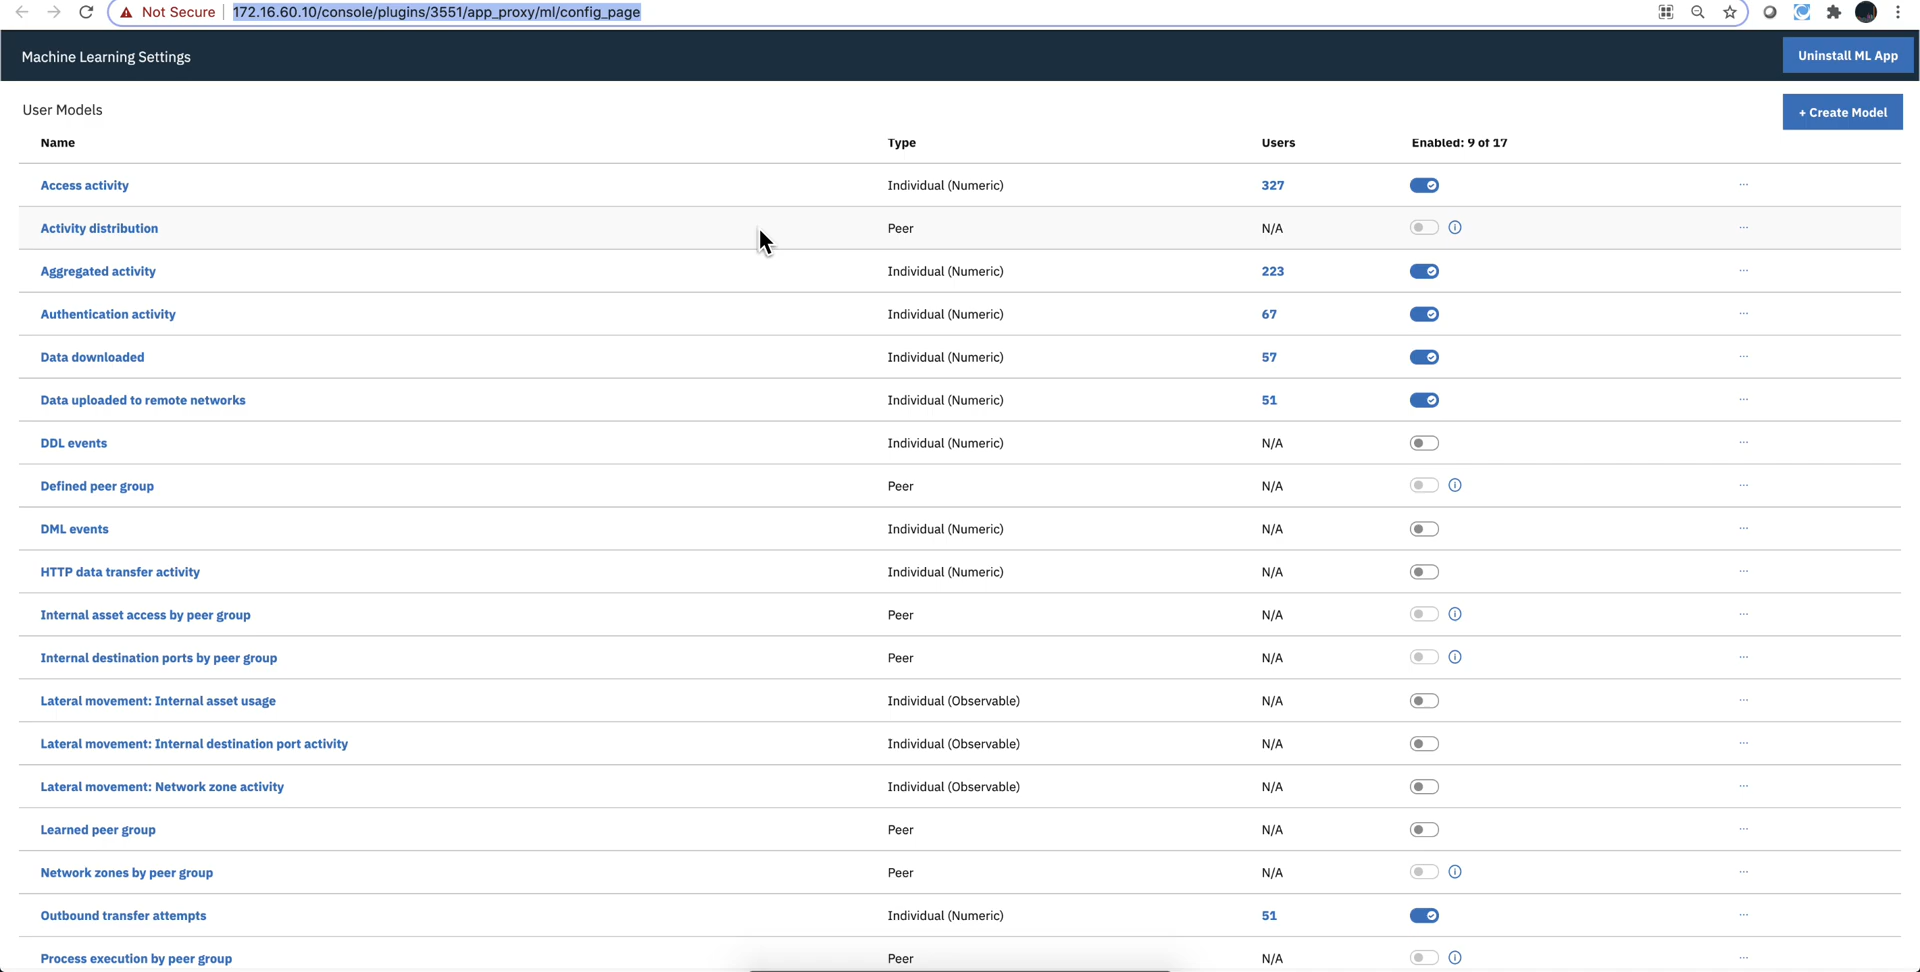 Not Secure 172.16.60.10/console/plugins/3551/app_proxy/ml/config_page
Machine Learning Settings
Uninstall ML App
User Models
+ Create Model
Name Type Users Enabled: 9 of 17
Access activity Individual (Numeric) 327 ...
Activity distribution Peer N/A ...
Aggregated activity Individual (Numeric) 223 ...
Authentication activity Individual (Numeric) 67 ...
Data downloaded Individual (Numeric) 57 ...
Data uploaded to remote networks Individual (Numeric) 51 ...
DDL events Individual (Numeric) N/A ...
Defined peer group Peer N/A ...
DML events Individual (Numeric) N/A ...
HTTP data transfer activity Individual (Numeric) N/A ...
Internal asset access by peer group Peer N/A ...
Internal destination ports by peer group Peer N/A ...
Lateral movement: Internal asset usage Individual (Observable) N/A ...
Lateral movement: Internal destination port activity Individual (Observable) N/A ...
Lateral movement: Network zone activity Individual (Observable) N/A ...
Learned peer group Peer N/A ...
Network zones by peer group Peer N/A ...
Outbound transfer attempts Individual (Numeric) 51 ...
Process execution by peer group Peer N/A ...